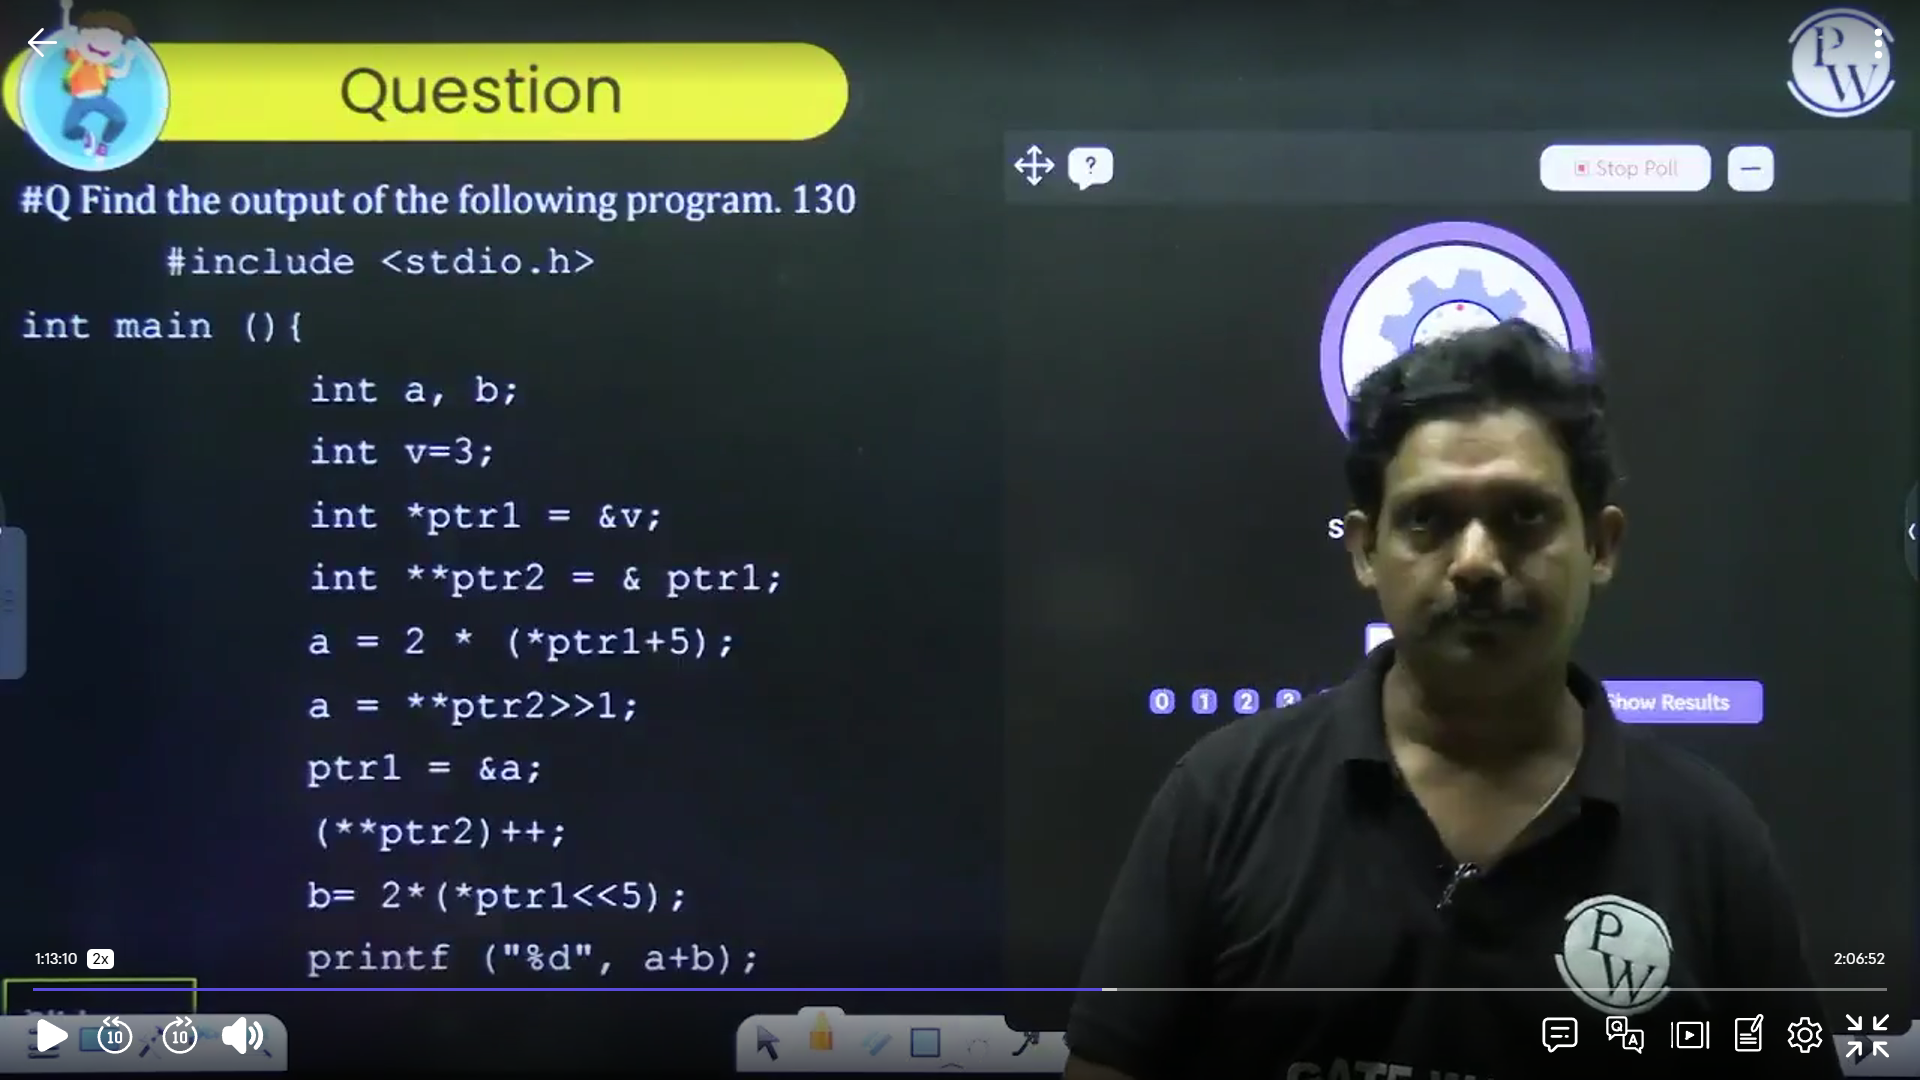 Question
P
W
? Stop Poll
#Q Find the output of the following program. 130
#include <stdio.h>
int main (){
int a, b;
int v=3;
int *ptr1 = &v;
int **ptr2 = & ptr1;
a = 2 * (*ptr1+5);
a = **ptr2>>1;
ptr1 = &a;
(**ptr2)++;
b= 2*(*ptr1<<5);
printf ("%d", a+b);
S
0 1 2 3 Show Results
P
W
1:13:10 2x
2:06:52
10 10
Q A
GATE